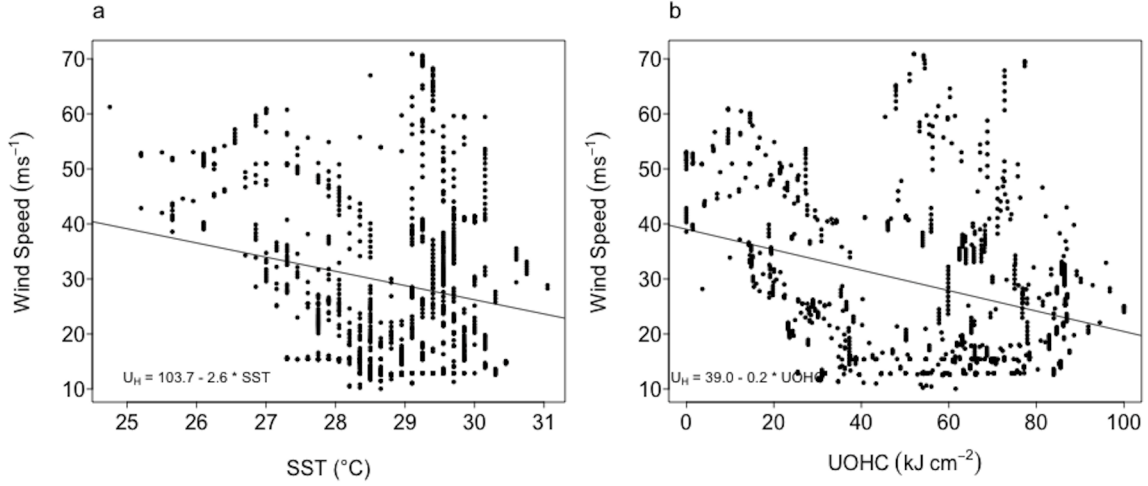 a
b
70
60
50
40
30
20
10
Wind Speed (ms⁻¹)
U_H = 103.7 - 2.6 * SST
25 26 27 28 29 30 31
SST (°C)
70
60
50
40
30
20
10
Wind Speed (ms⁻¹)
U_H = 39.0 - 0.2 * UOHC
0 20 40 60 80 100
UOHC (kJ cm⁻²)